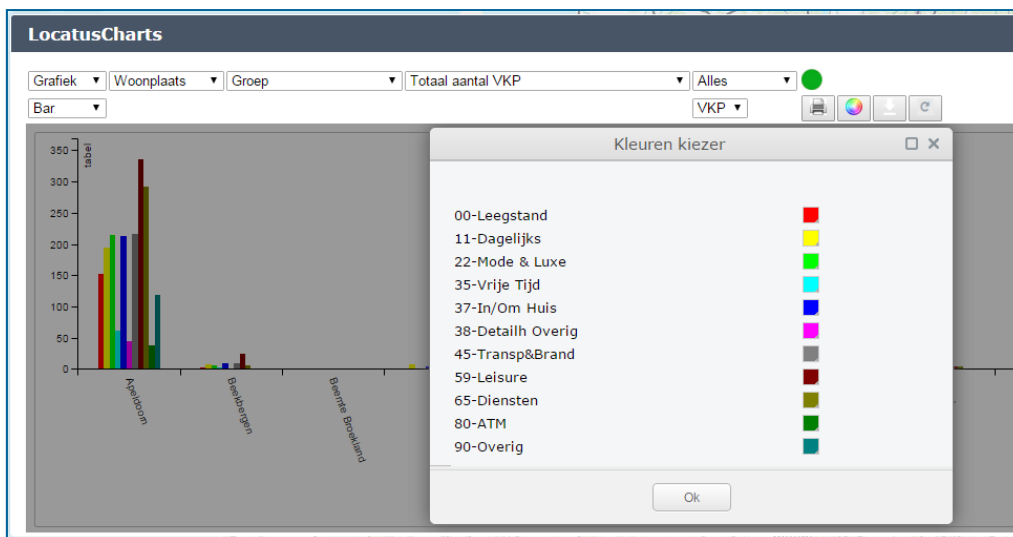 LocatusCharts
Grafiek Woonplaats Groep Totaal aantal VKP Alles
Bar VKP
Kleuren kiezer
350
300
250
200
150
100
50
0
tabel
Apeldoorn
Beekbergen
Beemte Broekland
00-Leegstand
11-Dagelijks
22-Mode & Luxe
35-Vrije Tijd
37-In/Om Huis
38-Detailh Overig
45-Transp&Brand
59-Leisure
65-Diensten
80-ATM
90-Overig
Ok